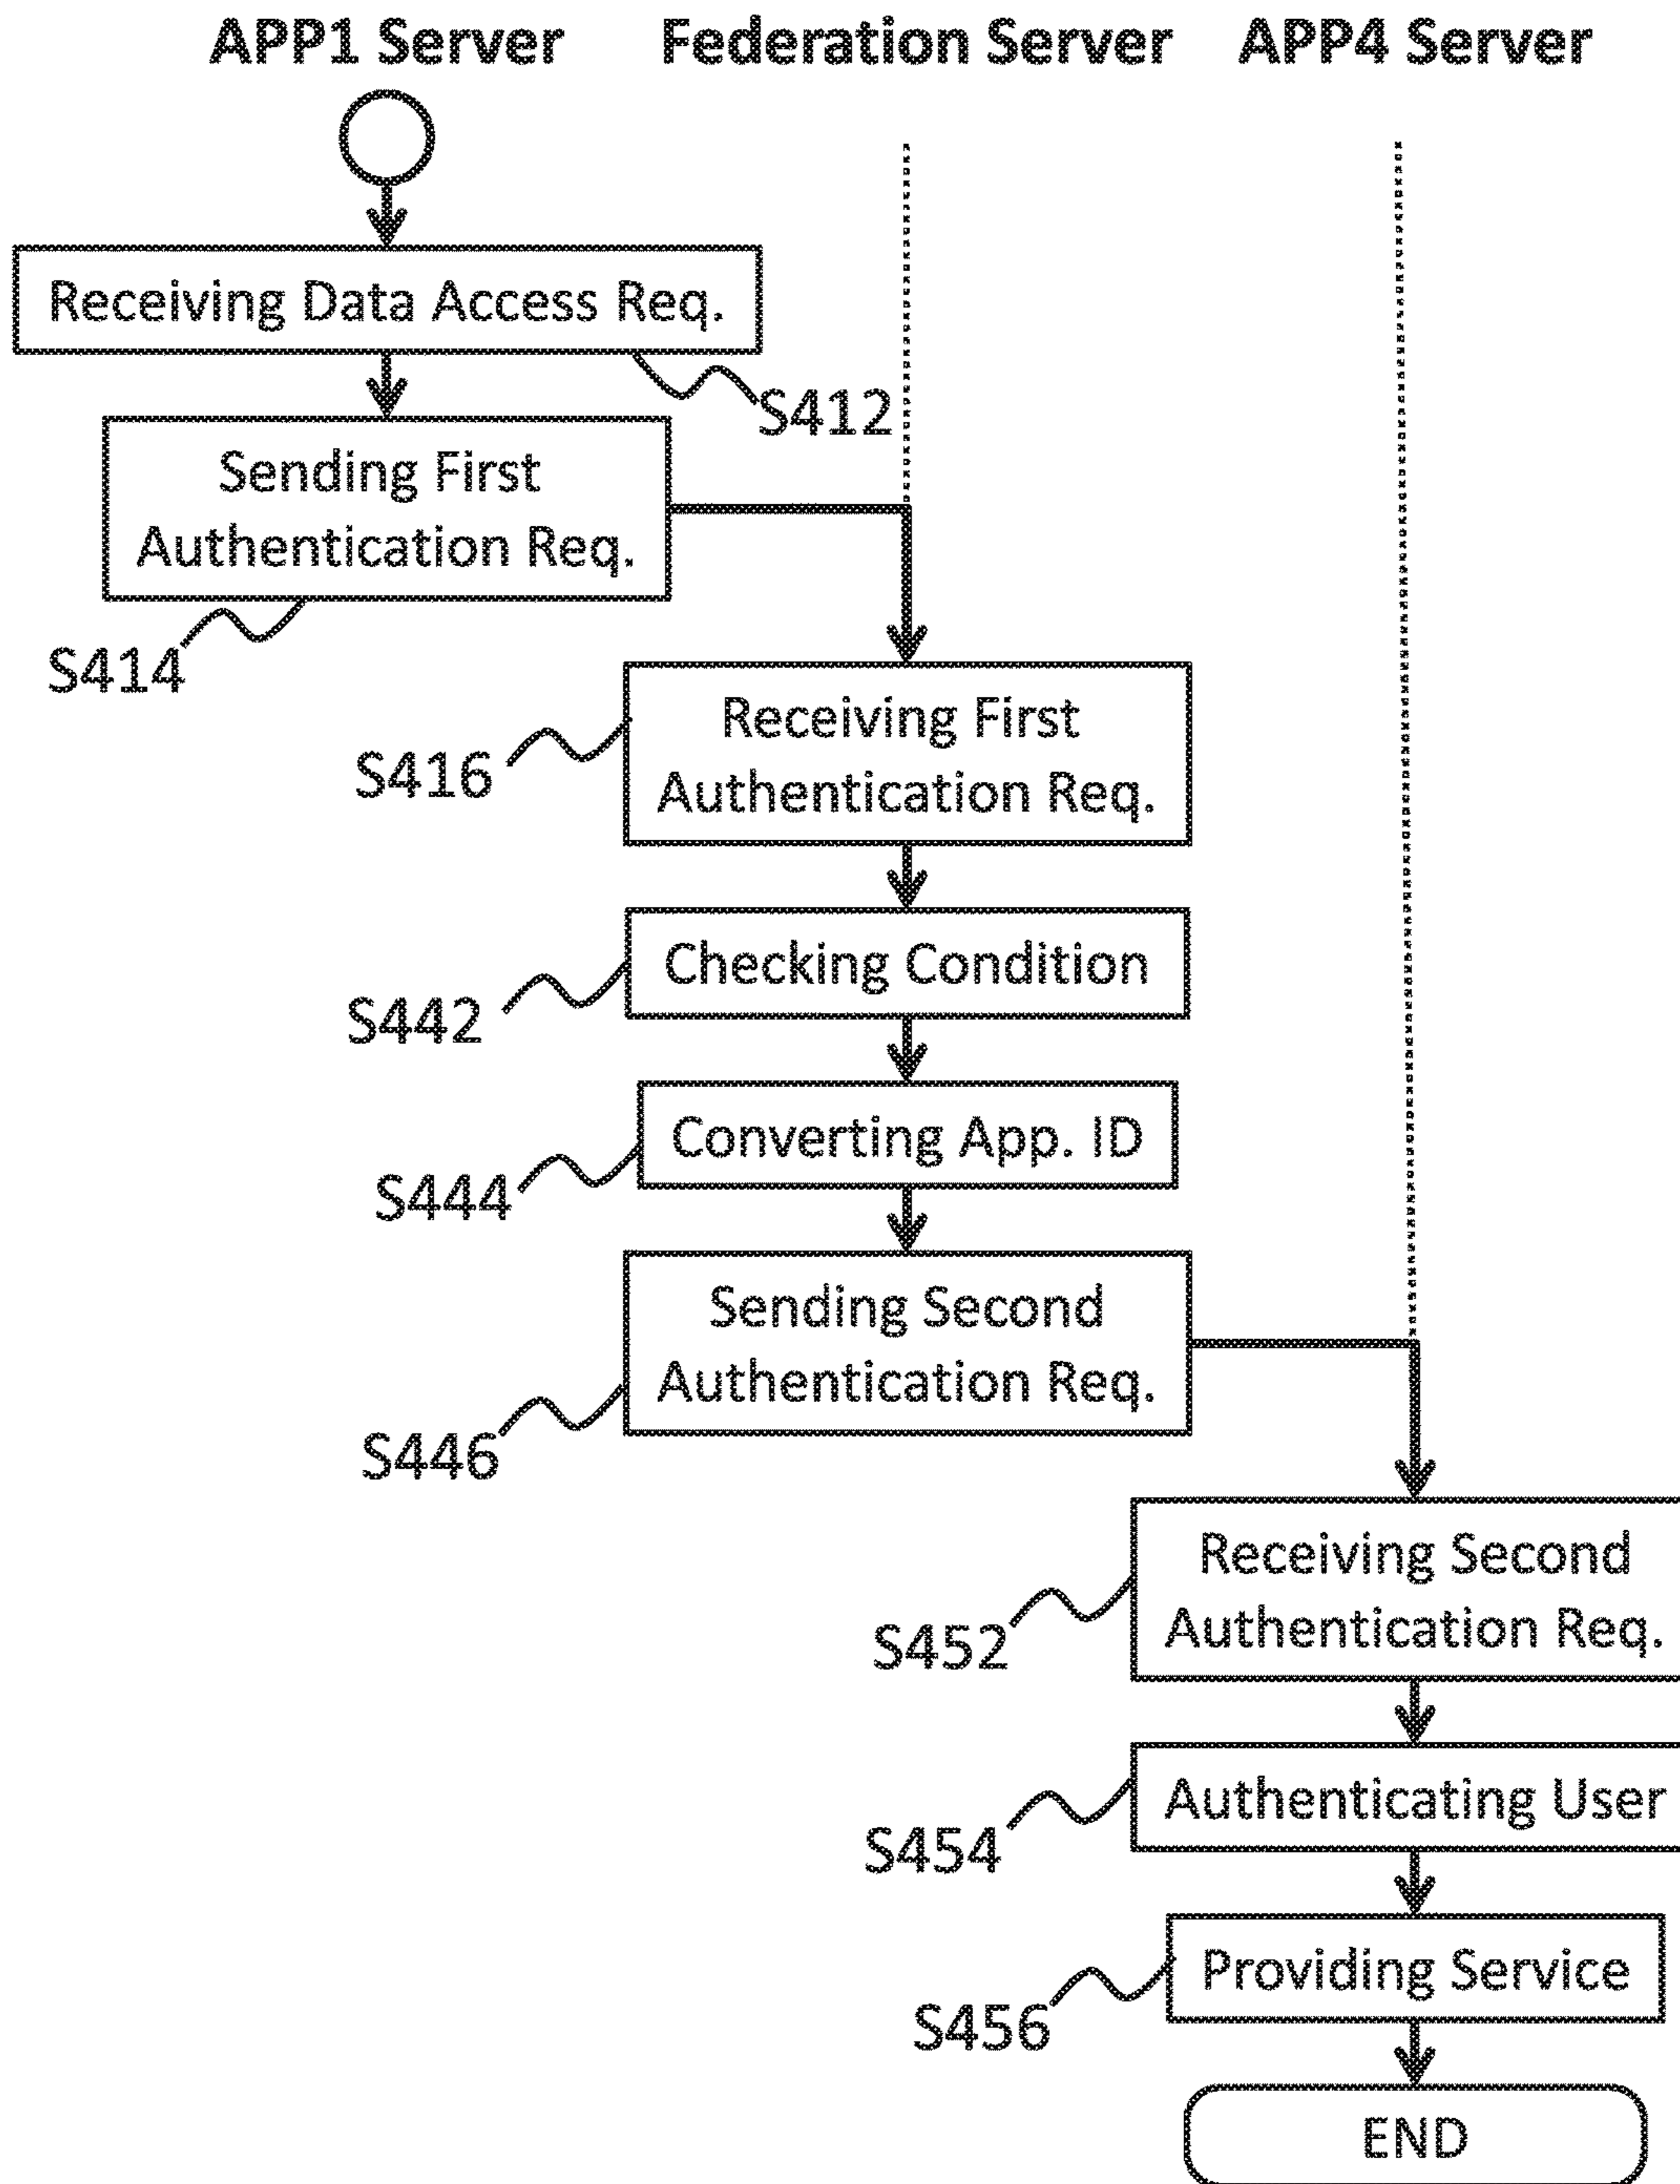 APP1 Server Federation Server APP4 Server
Receiving Data Access Req.
S412
Sending First
Authentication Req.
S414
Receiving First
Authentication Req.
S416
Checking Condition
S442
Converting App. ID
S444
Sending Second
Authentication Req.
S446
Receiving Second
Authentication Req.
S452
Authenticating User
S454
Providing Service
S456
END